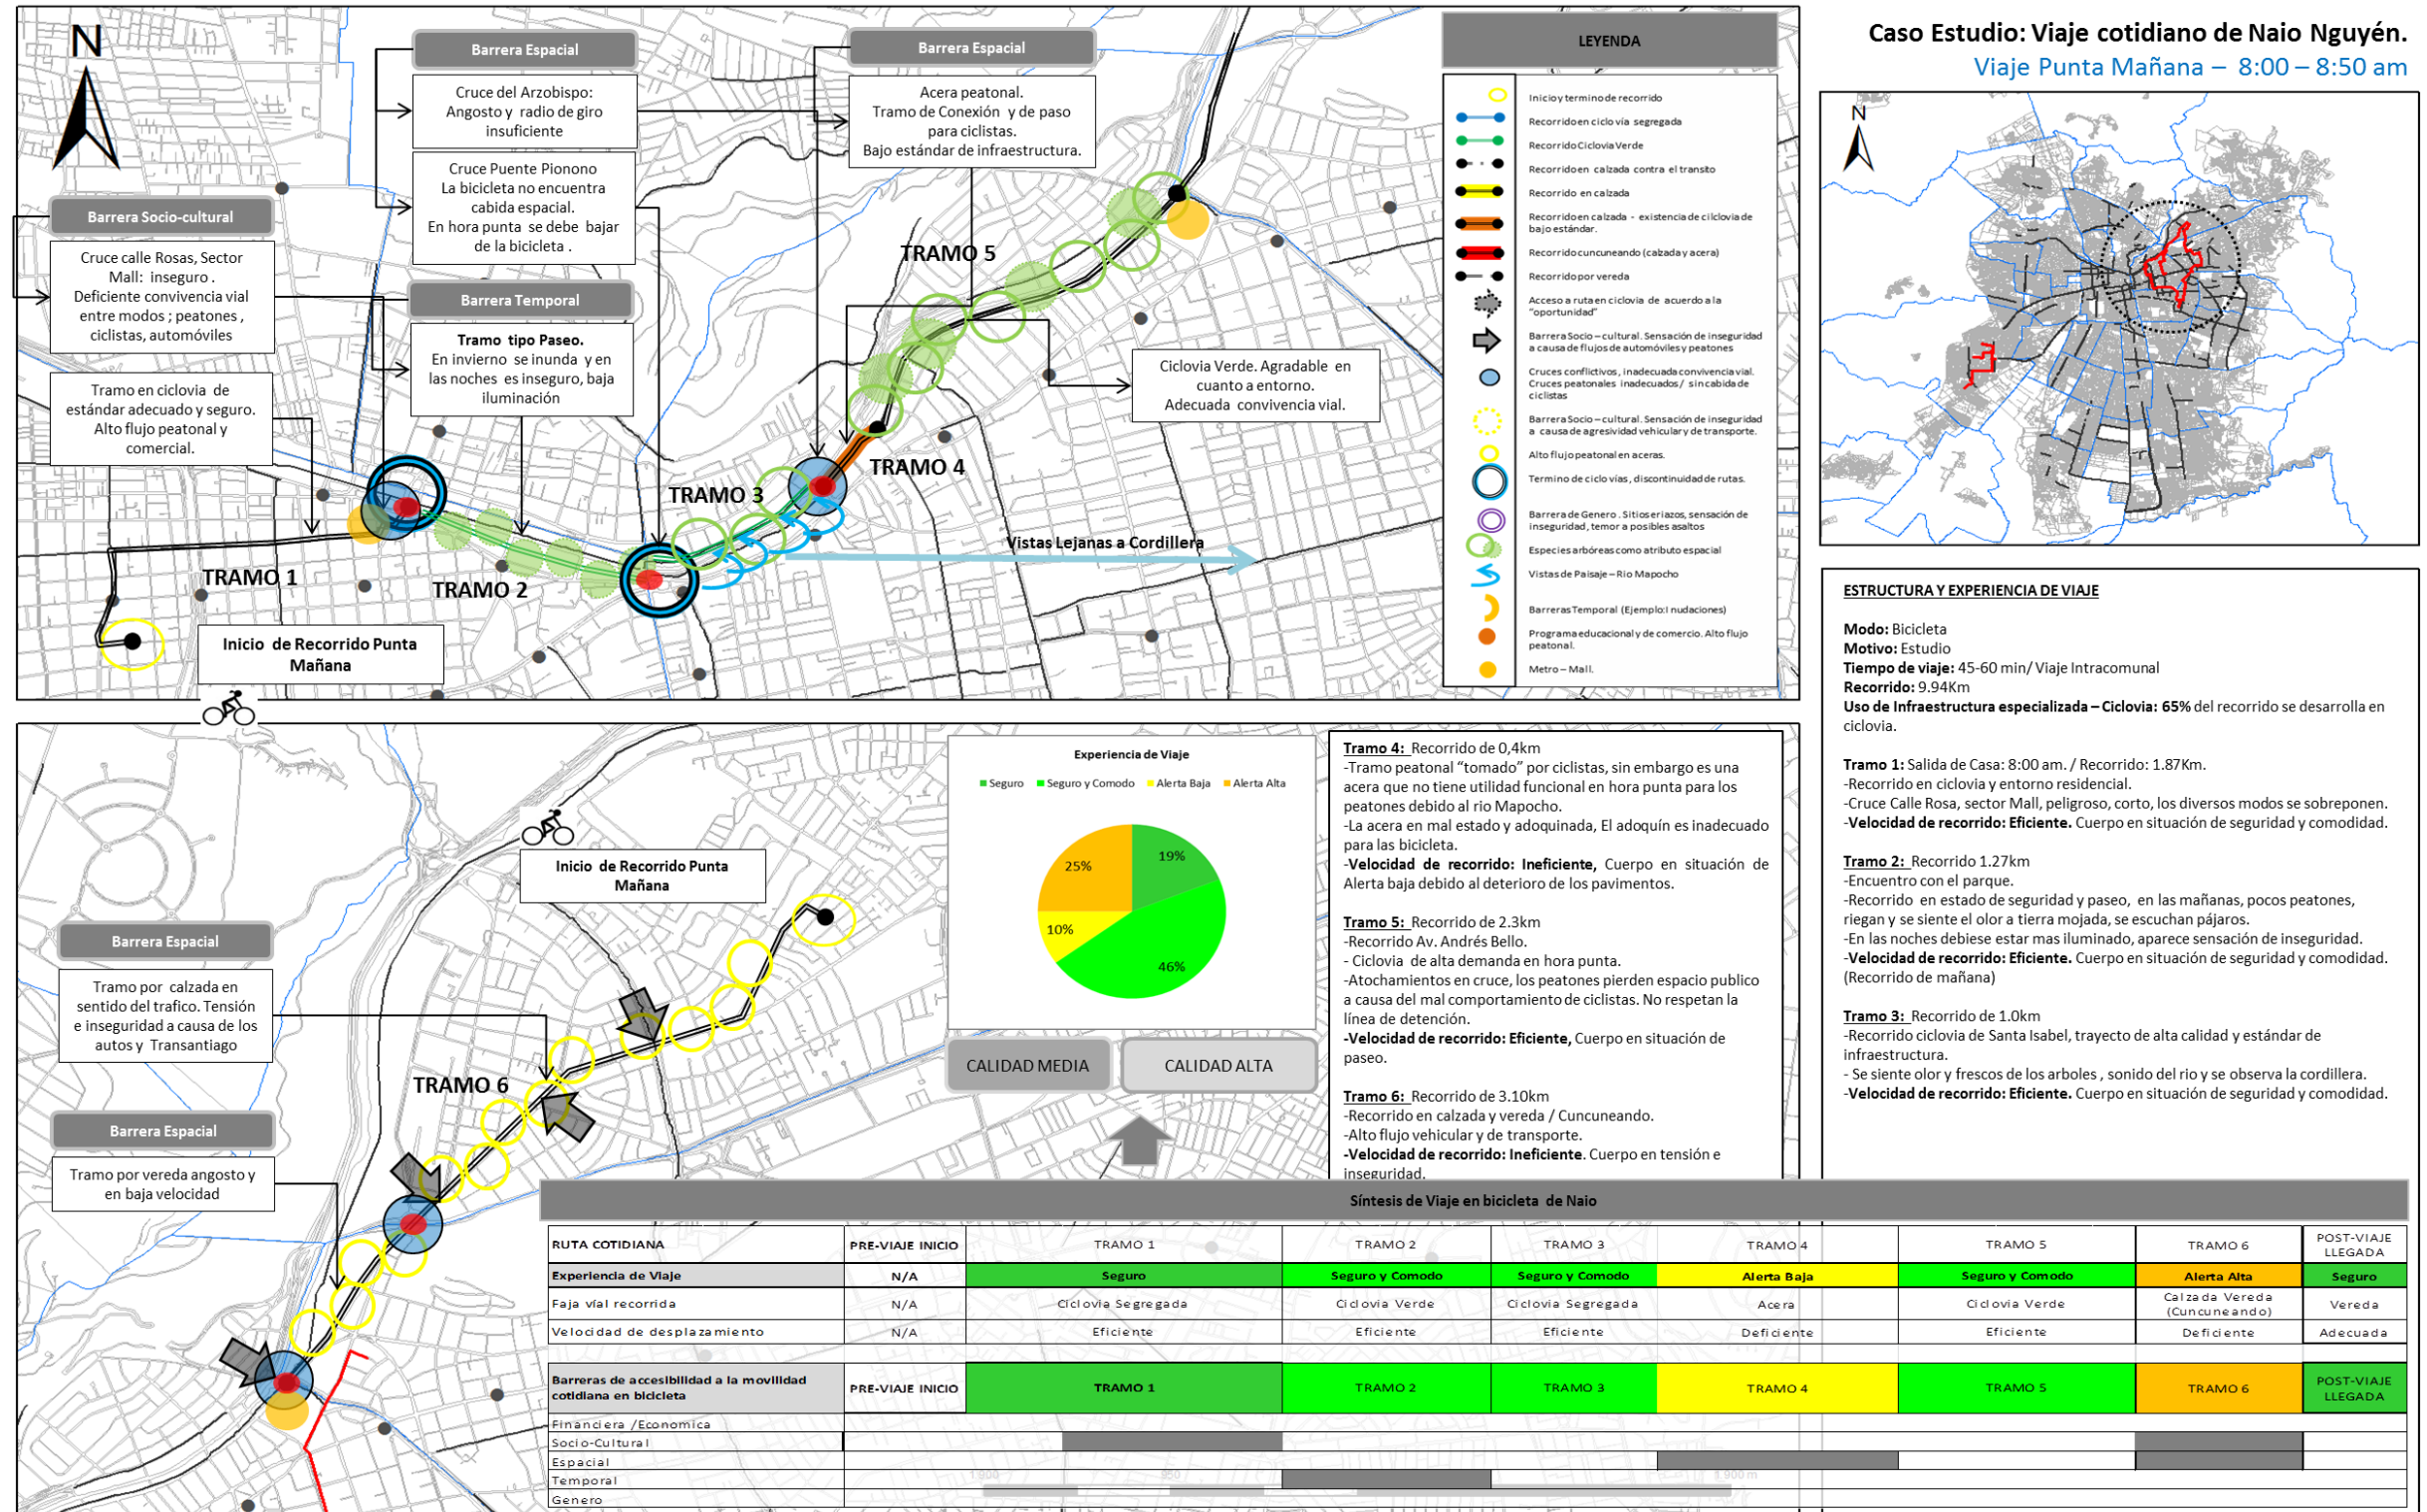 Caso Estudio: Viaje cotidiano de Naio Nguyén.
Viaje Punta Mañana – 8:00 – 8:50 am
N
Barrera Socio-cultural
Cruce calle Rosas, Sector
Mall: inseguro .
Deficiente convivencia vial
entre modos ; peatones ,
ciclistas, automóviles
Tramo en ciclovia de
estándar adecuado y seguro.
Alto flujo peatonal y
comercial.
Barrera Espacial
Cruce del Arzobispo:
Angosto y radio de giro
insuficiente
Cruce Puente Pionono
La bicicleta no encuentra
cabida espacial.
En hora punta se debe bajar
de la bicicleta .
Barrera Temporal
Tramo tipo Paseo.
En invierno se inunda y en
las noches es inseguro, baja
iluminación
Barrera Espacial
Acera peatonal.
Tramo de Conexión y de paso
para ciclistas.
Bajo estándar de infraestructura.
Ciclovia Verde. Agradable en
cuanto a entorno.
Adecuada convivencia vial.
TRAMO 1
TRAMO 2
TRAMO 3
TRAMO 4
TRAMO 5
Vistas Lejanas a Cordillera
Inicio de Recorrido Punta
Mañana
LEYENDA
Inicio y termino de recorrido
Recorrido en ciclo vía segregada
Recorrido Ciclovia Verde
Recorrido en calzada contra el transito
Recorrido en calzada
Recorrido en calzada - existencia de cilclovia de
bajo estándar.
Recorrido cuncuneando (calzada y acera)
Recorrido por vereda
Acceso a ruta en ciclovia de acuerdo a la
"oportunidad"
Barrera Socio – cultural. Sensación de inseguridad
a causa de flujos de automóviles y peatones
Cruces conflictivos, inadecuada convivencia vial.
Cruces peatonales inadecuados / sin cabida de
ciclistas
Barrera Socio – cultural. Sensación de inseguridad
a causa de agresividad vehicular y de transporte.
Alto flujo peatonal en aceras.
Termino de ciclo vías, discontinuidad de rutas.
Barrera de Genero . Sitios eriazos, sensación de
inseguridad, temor a posibles asaltos
Especies arbóreas como atributo espacial
Vistas de Paisaje – Rio Mapocho
Barreras Temporal (Ejemplo:I nudaciones)
Programa educacional y de comercio. Alto flujo
peatonal.
Metro – Mall.
N
ESTRUCTURA Y EXPERIENCIA DE VIAJE
Modo: Bicicleta
Motivo: Estudio
Tiempo de viaje: 45-60 min/ Viaje Intracomunal
Recorrido: 9.94Km
Uso de Infraestructura especializada – Ciclovia: 65% del recorrido se desarrolla en
ciclovia.
Tramo 1: Salida de Casa: 8:00 am. / Recorrido: 1.87Km.
-Recorrido en ciclovia y entorno residencial.
-Cruce Calle Rosa, sector Mall, peligroso, corto, los diversos modos se sobreponen.
-Velocidad de recorrido: Eficiente. Cuerpo en situación de seguridad y comodidad.
Tramo 2: Recorrido 1.27km
-Encuentro con el parque.
-Recorrido en estado de seguridad y paseo, en las mañanas, pocos peatones,
riegan y se siente el olor a tierra mojada, se escuchan pájaros.
-En las noches debiese estar mas iluminado, aparece sensación de inseguridad.
-Velocidad de recorrido: Eficiente. Cuerpo en situación de seguridad y comodidad.
(Recorrido de mañana)
Tramo 3: Recorrido de 1.0km
-Recorrido ciclovia de Santa Isabel, trayecto de alta calidad y estándar de
infraestructura.
- Se siente olor y frescos de los arboles , sonido del rio y se observa la cordillera.
-Velocidad de recorrido: Eficiente. Cuerpo en situación de seguridad y comodidad.
Inicio de Recorrido Punta
Mañana
Barrera Espacial
Tramo por calzada en
sentido del trafico. Tensión
e inseguridad a causa de los
autos y Transantiago
Barrera Espacial
Tramo por vereda angosto y
en baja velocidad
TRAMO 6
Experiencia de Viaje
Seguro Seguro y Comodo Alerta Baja Alerta Alta
19%
46%
10%
25%
CALIDAD MEDIA
CALIDAD ALTA
Tramo 4: Recorrido de 0,4km
-Tramo peatonal "tomado" por ciclistas, sin embargo es una
acera que no tiene utilidad funcional en hora punta para los
peatones debido al rio Mapocho.
-La acera en mal estado y adoquinada, El adoquín es inadecuado
para las bicicleta.
-Velocidad de recorrido: Ineficiente, Cuerpo en situación de
Alerta baja debido al deterioro de los pavimentos.
Tramo 5: Recorrido de 2.3km
-Recorrido Av. Andrés Bello.
- Ciclovia de alta demanda en hora punta.
-Atochamientos en cruce, los peatones pierden espacio publico
a causa del mal comportamiento de ciclistas. No respetan la
línea de detención.
-Velocidad de recorrido: Eficiente, Cuerpo en situación de
paseo.
Tramo 6: Recorrido de 3.10km
-Recorrido en calzada y vereda / Cuncuneando.
-Alto flujo vehicular y de transporte.
-Velocidad de recorrido: Ineficiente. Cuerpo en tensión e
inseguridad.
Síntesis de Viaje en bicicleta de Naio
RUTA COTIDIANA PRE-VIAJE INICIO TRAMO 1 TRAMO 2 TRAMO 3 TRAMO 4 TRAMO 5 TRAMO 6 POST-VIAJE LLEGADA
Experiencia de Viaje N/A Seguro Seguro y Comodo Seguro y Comodo Alerta Baja Seguro y Comodo Alerta Alta Seguro
Faja víal recorrida N/A Ciclovia Segregada Ciclovia Verde Ciclovia Segregada Acera Ciclovia Verde Calzada Vereda (Cuncuneando) Vereda
Velocidad de desplazamiento N/A Eficiente Eficiente Eficiente Deficiente Eficiente Deficiente Adecuada
Barreras de accesibilidad a la movilidad
cotidiana en bicicleta PRE-VIAJE INICIO TRAMO 1 TRAMO 2 TRAMO 3 TRAMO 4 TRAMO 5 TRAMO 6 POST-VIAJE LLEGADA
Financiera /Economica
Socio-Cultural
Espacial
Temporal
1.900 950 1.900 m
Genero